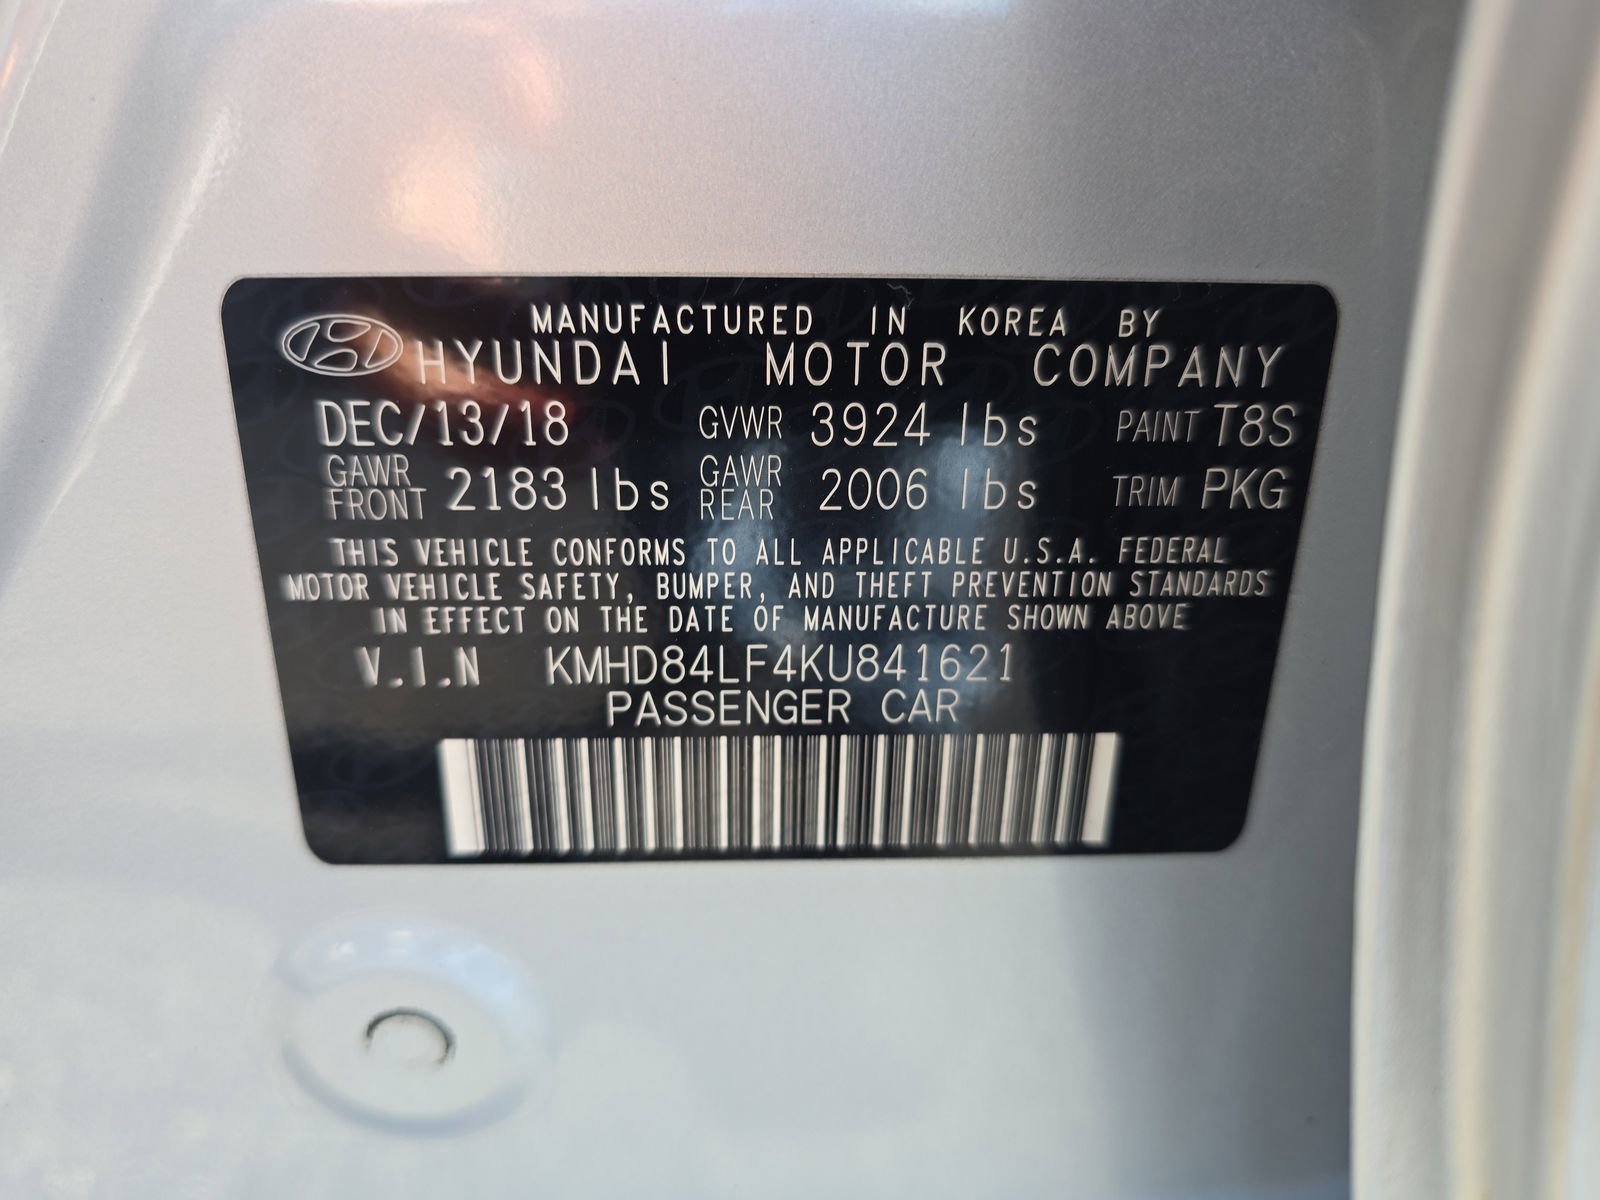 MANUFACTURED IN KOREA BY
HYUNDAI MOTOR COMPANY
DEC/13/18 GVWR 3924 lbs PAINT T8S
GAWR FRONT 2183 lbs GAWR REAR 2006 lbs TRIM PKG
THIS VEHICLE CONFORMS TO ALL APPLICABLE U.S.A. FEDERAL
MOTOR VEHICLE SAFETY, BUMPER, AND THEFT PREVENTION STANDARDS
IN EFFECT ON THE DATE OF MANUFACTURE SHOWN ABOVE
V.I.N KMHD84LF4KU841621
PASSENGER CAR